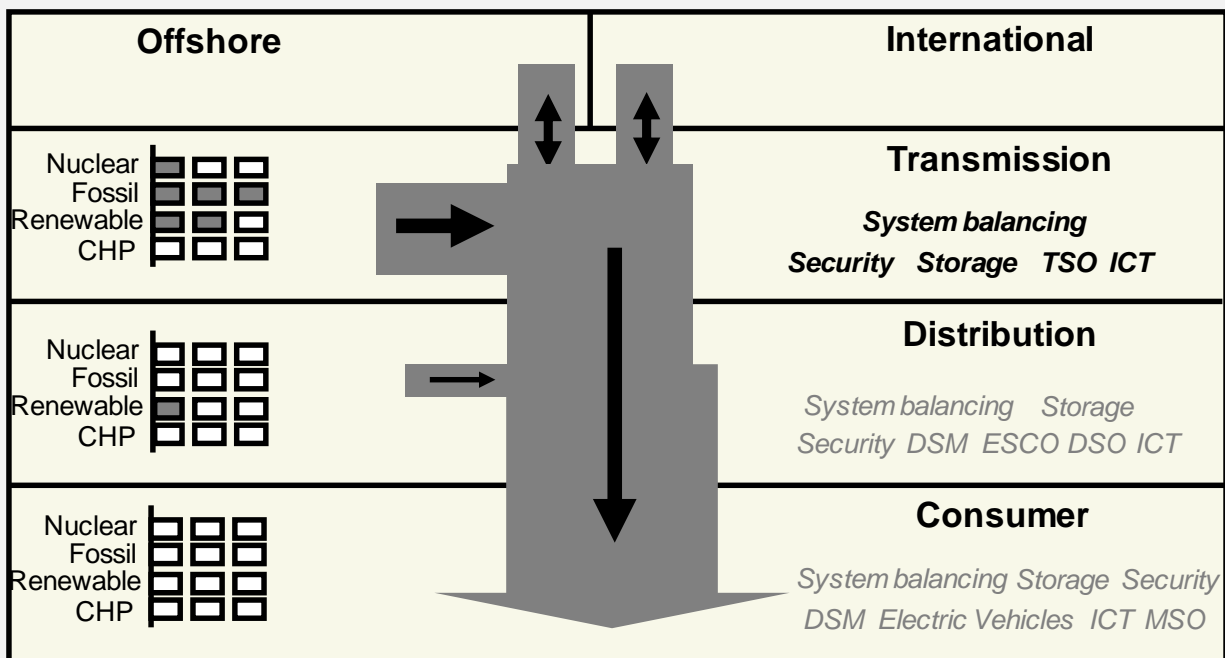 Offshore
International
Nuclear
Fossil
Renewable
CHP
Transmission
System balancing
Security Storage TSO ICT
Nuclear
Fossil
Renewable
CHP
Distribution
System balancing Storage
Security DSM ESCO DSO ICT
Nuclear
Fossil
Renewable
CHP
Consumer
System balancing Storage Security
DSM Electric Vehicles ICT MSO